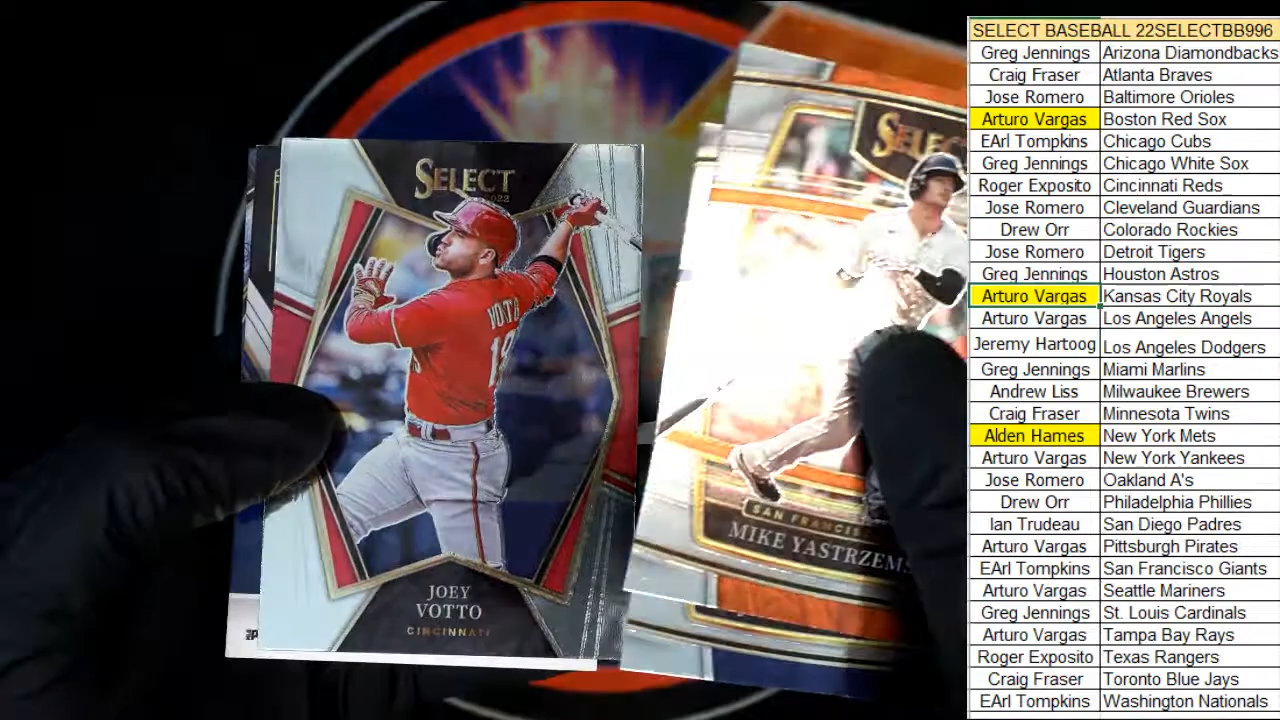 SELECT
2022
VOTTO
19
JOEY
VOTTO
CINCINNATI
SELECT
SAN FRANCIS
MIKE YASTRZEMS
SELECT BASEBALL 22SELECTBB996
Greg Jennings Arizona Diamondbacks
Craig Fraser Atlanta Braves
Jose Romero Baltimore Orioles
Arturo Vargas Boston Red Sox
EArl Tompkins Chicago Cubs
Greg Jennings Chicago White Sox
Roger Exposito Cincinnati Reds
Jose Romero Cleveland Guardians
Drew Orr Colorado Rockies
Jose Romero Detroit Tigers
Greg Jennings Houston Astros
Arturo Vargas Kansas City Royals
Arturo Vargas Los Angeles Angels
Jeremy Hartoog Los Angeles Dodgers
Greg Jennings Miami Marlins
Andrew Liss Milwaukee Brewers
Craig Fraser Minnesota Twins
Alden Hames New York Mets
Arturo Vargas New York Yankees
Jose Romero Oakland A's
Drew Orr Philadelphia Phillies
Ian Trudeau San Diego Padres
Arturo Vargas Pittsburgh Pirates
EArl Tompkins San Francisco Giants
Arturo Vargas Seattle Mariners
Greg Jennings St. Louis Cardinals
Arturo Vargas Tampa Bay Rays
Roger Exposito Texas Rangers
Craig Fraser Toronto Blue Jays
EArl Tompkins Washington Nationals